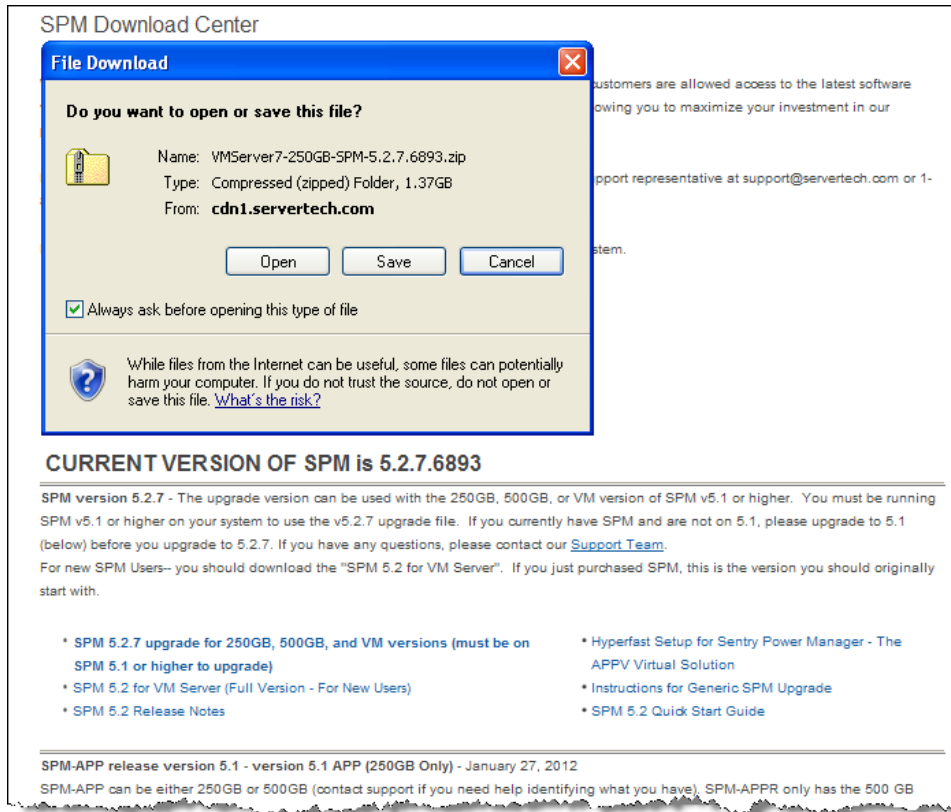 SPM Download Center
File Download
customers are allowed access to the latest software
Do you want to open or save this file?
owing you to maximize your investment in our
Name: VMServer7-250GB-SPM-5.2.7.6893.zip
Type: Compressed (zipped) Folder, 1.37GB
pport representative at support@servertech.com or 1-
From: cdn1.servertech.com
stem.
Open Save Cancel
Always ask before opening this type of file
While files from the Internet can be useful, some files can potentially
harm your computer. If you do not trust the source, do not open or
save this file. What's the risk?
CURRENT VERSION OF SPM is 5.2.7.6893
SPM version 5.2.7 - The upgrade version can be used with the 250GB, 500GB, or VM version of SPM v5.1 or higher. You must be running
SPM v5.1 or higher on your system to use the v5.2.7 upgrade file. If you currently have SPM and are not on 5.1, please upgrade to 5.1
(below) before you upgrade to 5.2.7. If you have any questions, please contact our Support Team.
For new SPM Users-- you should download the "SPM 5.2 for VM Server". If you just purchased SPM, this is the version you should originally
start with.
* SPM 5.2.7 upgrade for 250GB, 500GB, and VM versions (must be on
SPM 5.1 or higher to upgrade)
* SPM 5.2 for VM Server (Full Version - For New Users)
* SPM 5.2 Release Notes
* Hyperfast Setup for Sentry Power Manager - The
APPV Virtual Solution
* Instructions for Generic SPM Upgrade
* SPM 5.2 Quick Start Guide
SPM-APP release version 5.1 - version 5.1 APP (250GB Only) - January 27, 2012
SPM-APP can be either 250GB or 500GB (contact support if you need help identifying what you have). SPM-APPR only has the 500 GB